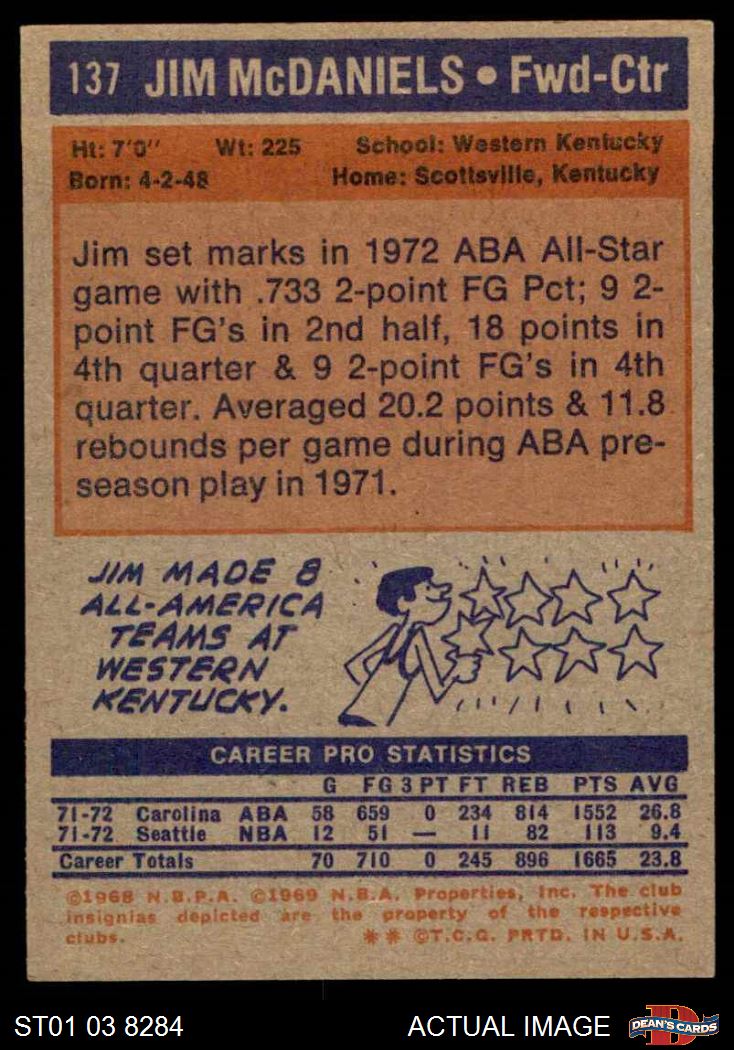 137 JIM McDANIELS • Fwd-Ctr
Ht: 7'0'' Wt: 225 School: Western Kentucky
Born: 4-2-48 Home: Scottsville, Kentucky
Jim set marks in 1972 ABA All-Star
game with .733 2-point FG Pct; 9 2-
point FG's in 2nd half, 18 points in
4th quarter & 9 2-point FG's in 4th
quarter. Averaged 20.2 points & 11.8
rebounds per game during ABA pre-
season play in 1971.
JIM MADE 8
ALL-AMERICA
TEAMS AT
WESTERN
KENTUCKY.
CAREER PRO STATISTICS
G FG 3 PT FT REB PTS AVG
71-72 Carolina ABA 58 659 0 234 814 1552 26.8
71-72 Seattle NBA 12 51 — 11 82 113 9.4
Career Totals 70 710 0 245 896 1665 23.8
©1968 N.B.P.A. ©1969 N.B.A. Properties, Inc. The club
insignias depicted are the property of the respective
clubs. ** ©T.C.G. PRTD. IN U.S.A.
ST01 03 8284 ACTUAL IMAGE D DEAN'S CARDS